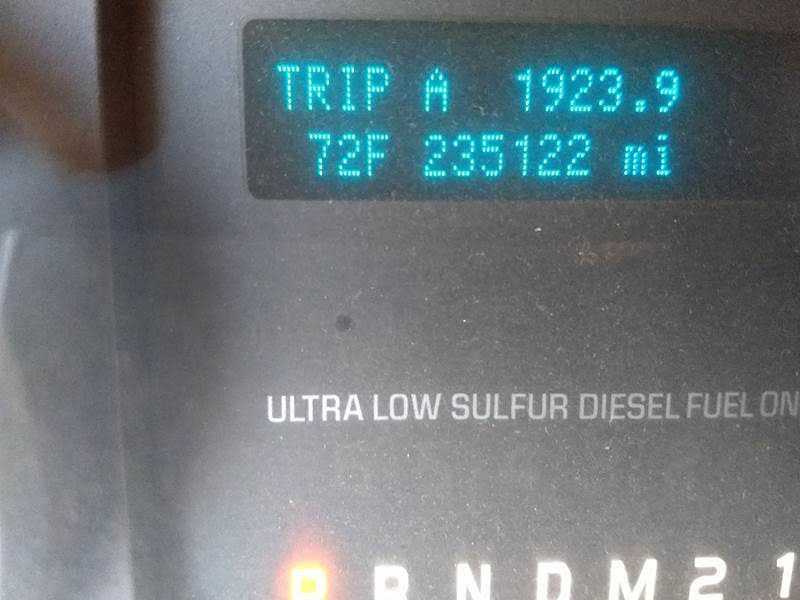 TRIP A 1923.9
72F 235122 mi
ULTRA LOW SULFUR DIESEL FUEL ON
P R N D M 2 1